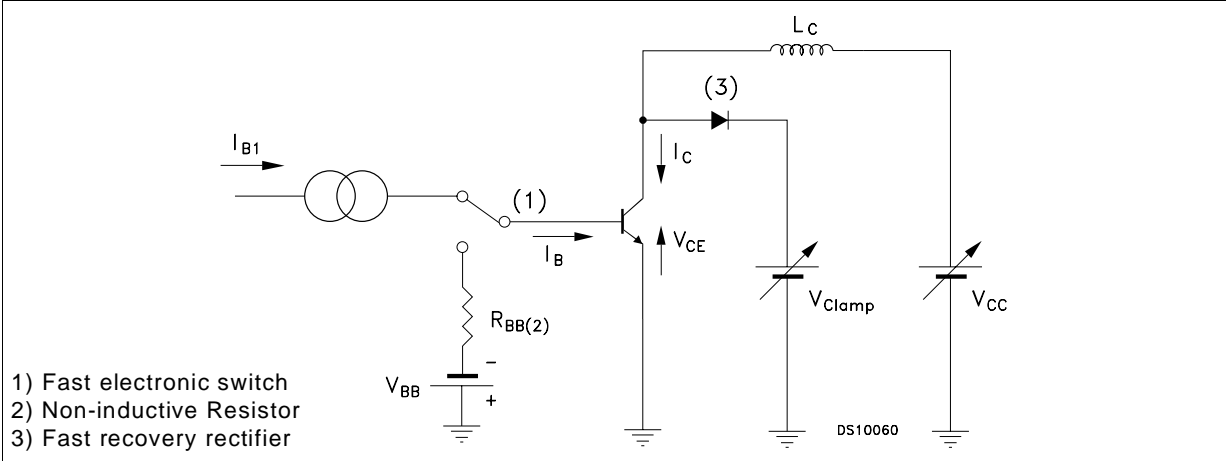 L_C
(3)
I_B1
I_C
(1)
I_B
V_CE
V_Clamp
V_CC
R_BB(2)
-
V_BB
+
1) Fast electronic switch
2) Non-inductive Resistor
3) Fast recovery rectifier
DS10060